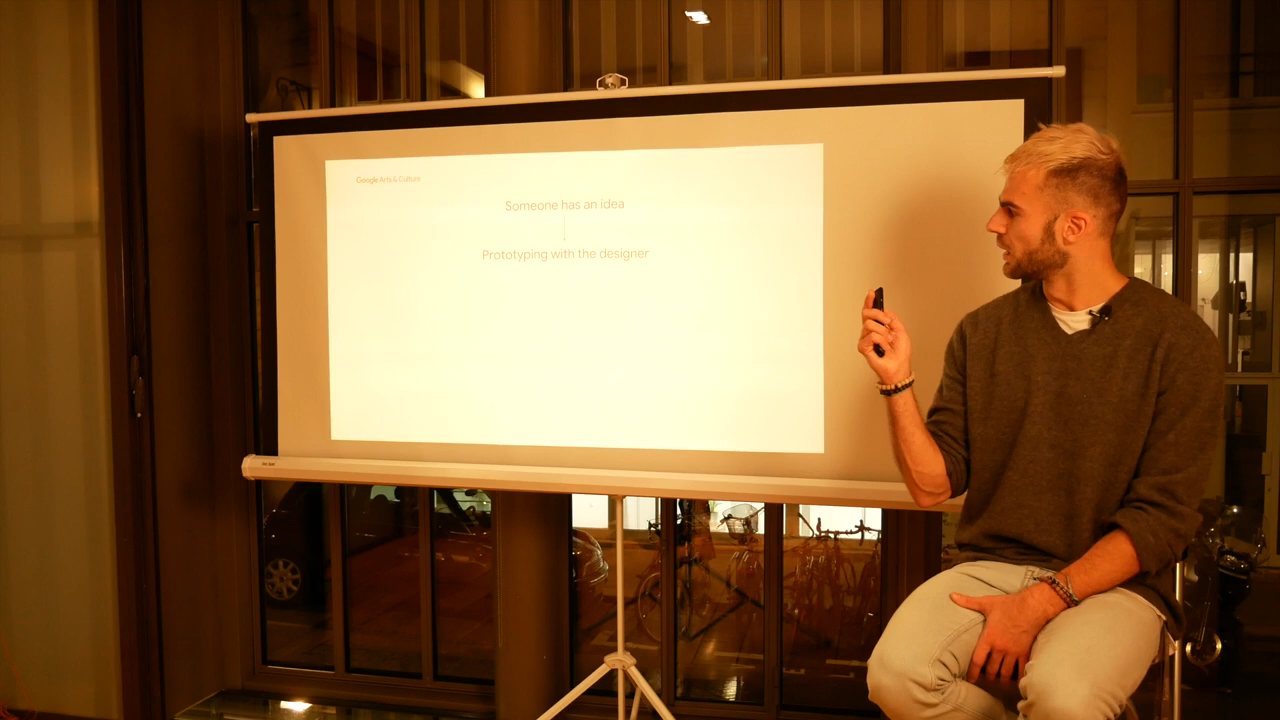 Google Arts & Culture
Someone has an idea
Prototyping with the designer